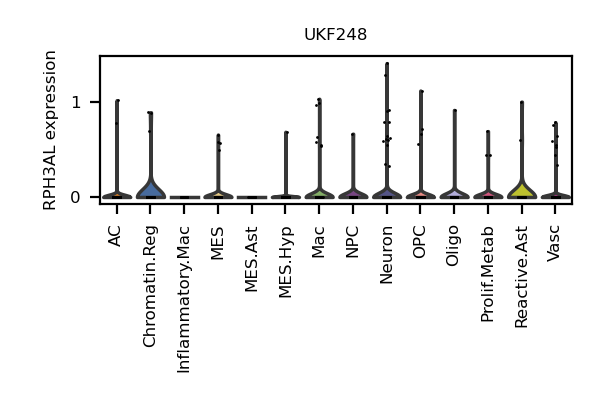 UKF248
RPH3AL expression
1
0
AC
Chromatin.Reg
Inflammatory.Mac
MES
MES.Ast
MES.Hyp
Mac
NPC
Neuron
OPC
Oligo
Prolif.Metab
Reactive.Ast
Vasc